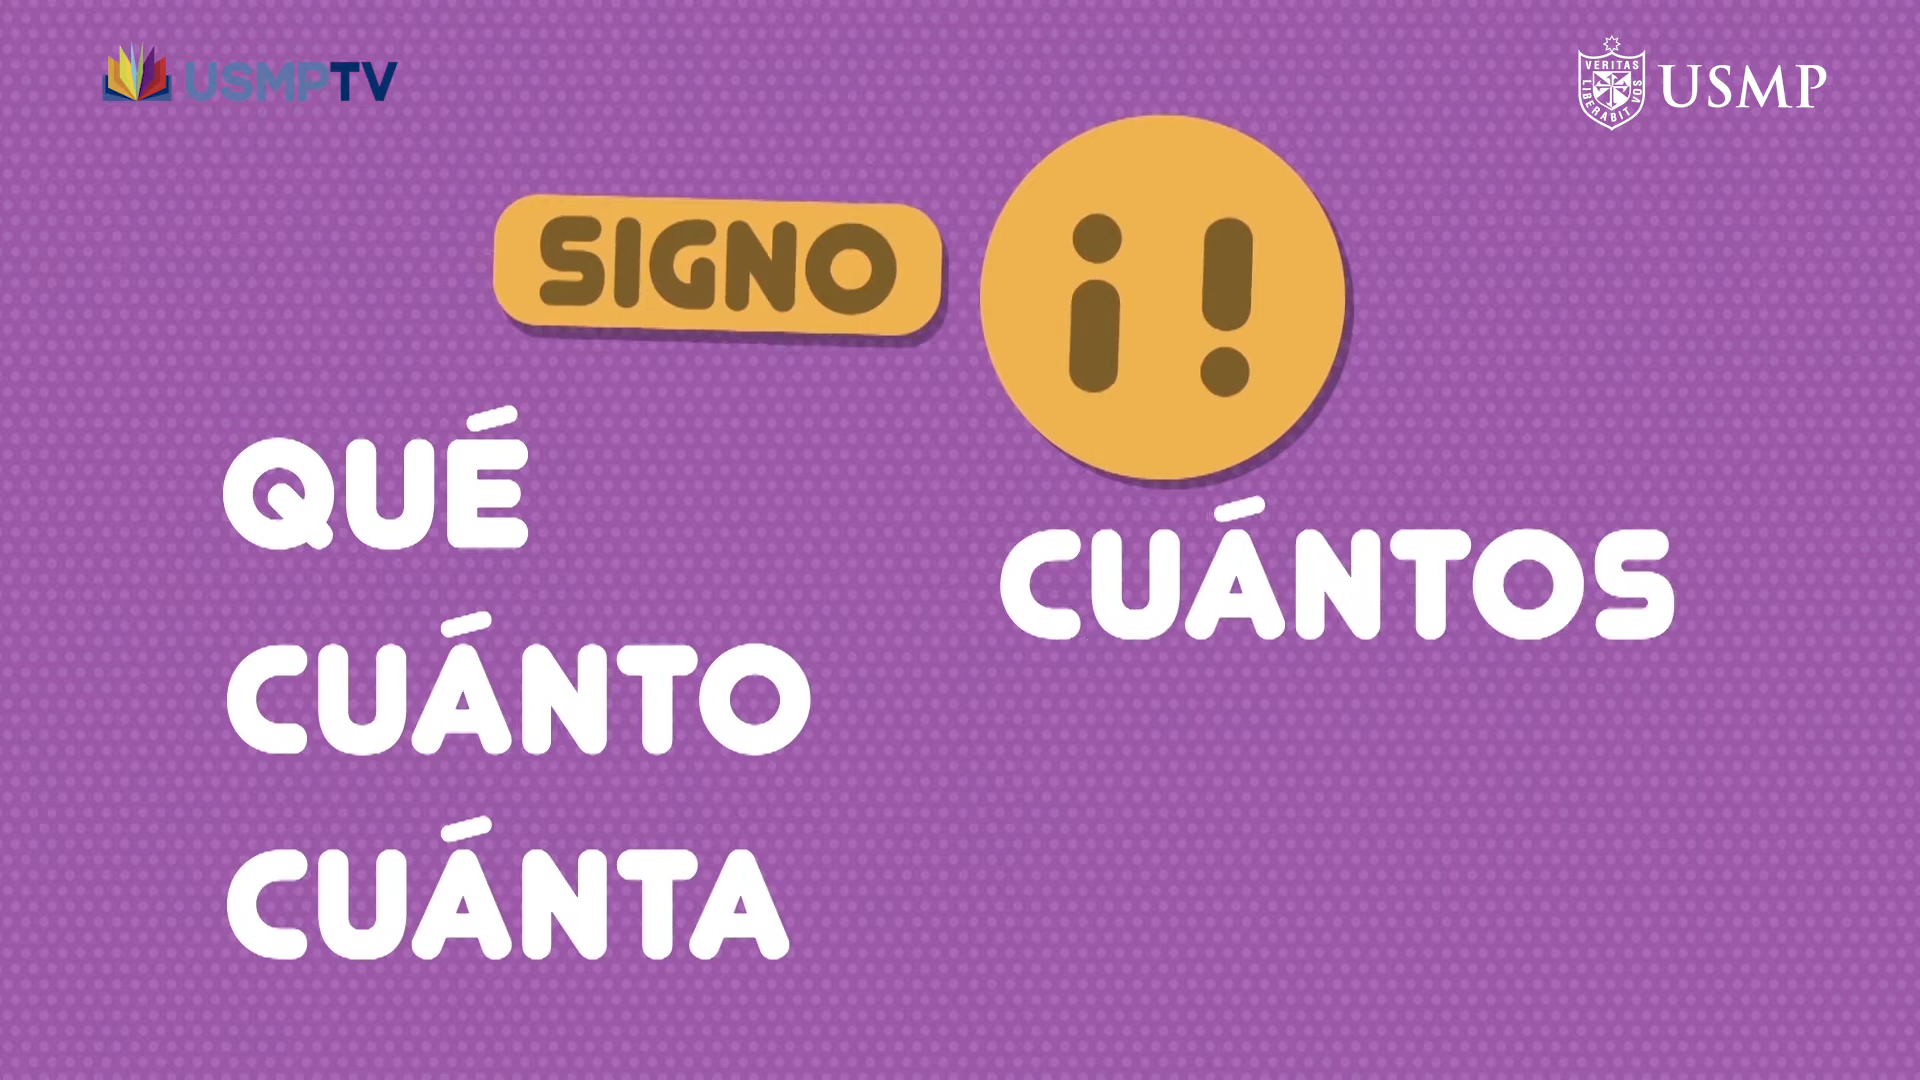 USMPTV
VERITAS LIBERABIT VOS
USMP
SIGNO
¡ !
QUÉ
CUÁNTO
CUÁNTA
CUÁNTOS